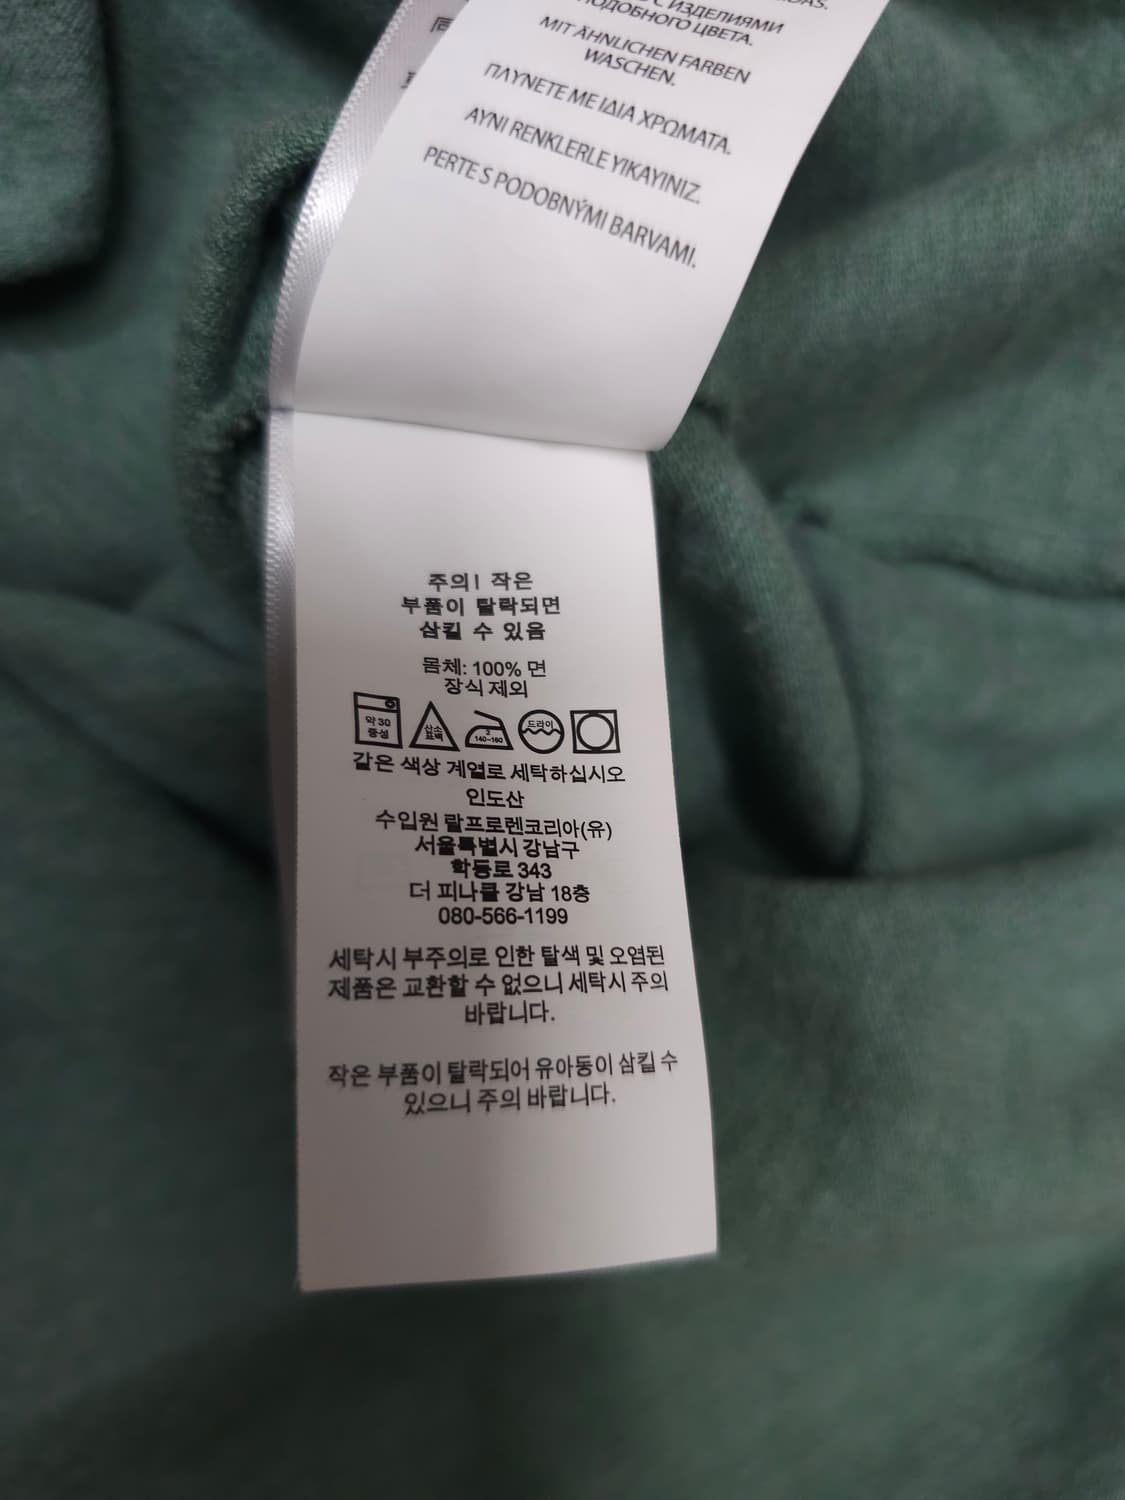 С ИЗДЕЛИЯМИ
ПОДОБНОГО ЦВЕТА.
MIT ÄHNLICHEN FARBEN
WASCHEN.
ΠΛΥΝΕΤΕ ΜΕ ΙΔΙΑ ΧΡΩΜΑΤΑ.
AYNI RENKLERLE YIKAYINIZ.
PERTE S PODOBNÝMI BARVAMI.
주의! 작은
부품이 탈락되면
삼킬 수 있음
몸체: 100% 면
장식 제외
약 30
중성
산소
표백
2
140~160
드라이
같은 색상 계열로 세탁하십시오
인도산
수입원 랄프로렌코리아(유)
서울특별시 강남구
학동로 343
더 피나클 강남 18층
080-566-1199
세탁시 부주의로 인한 탈색 및 오염된
제품은 교환할 수 없으니 세탁시 주의
바랍니다.
작은 부품이 탈락되어 유아동이 삼킬 수
있으니 주의 바랍니다.